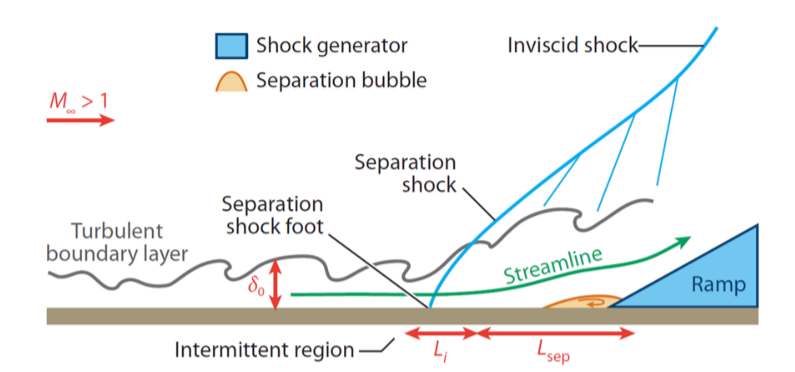 Shock generator
Separation bubble
Inviscid shock
M∞ > 1
Separation
shock
Separation
shock foot
Turbulent
boundary layer
δ₀
Streamline
Ramp
Intermittent region
Lᵢ
Lsep